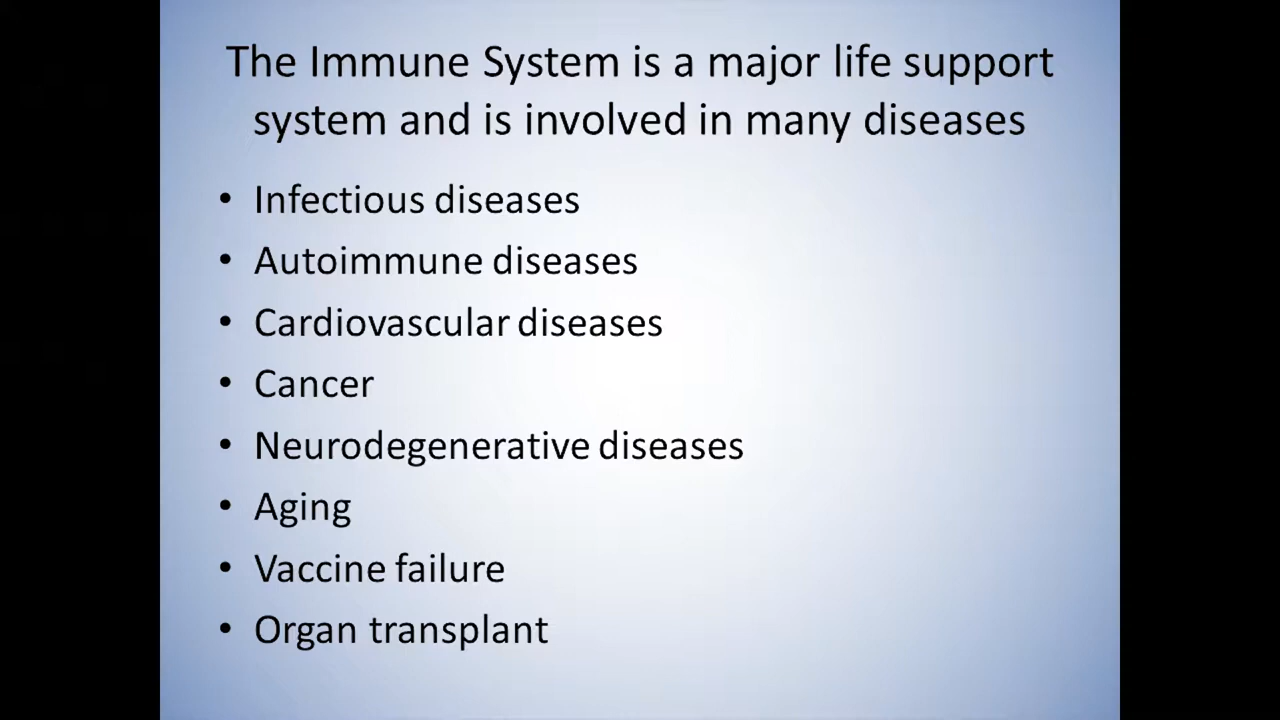 The Immune System is a major life support
system and is involved in many diseases
• Infectious diseases
• Autoimmune diseases
• Cardiovascular diseases
• Cancer
• Neurodegenerative diseases
• Aging
• Vaccine failure
• Organ transplant